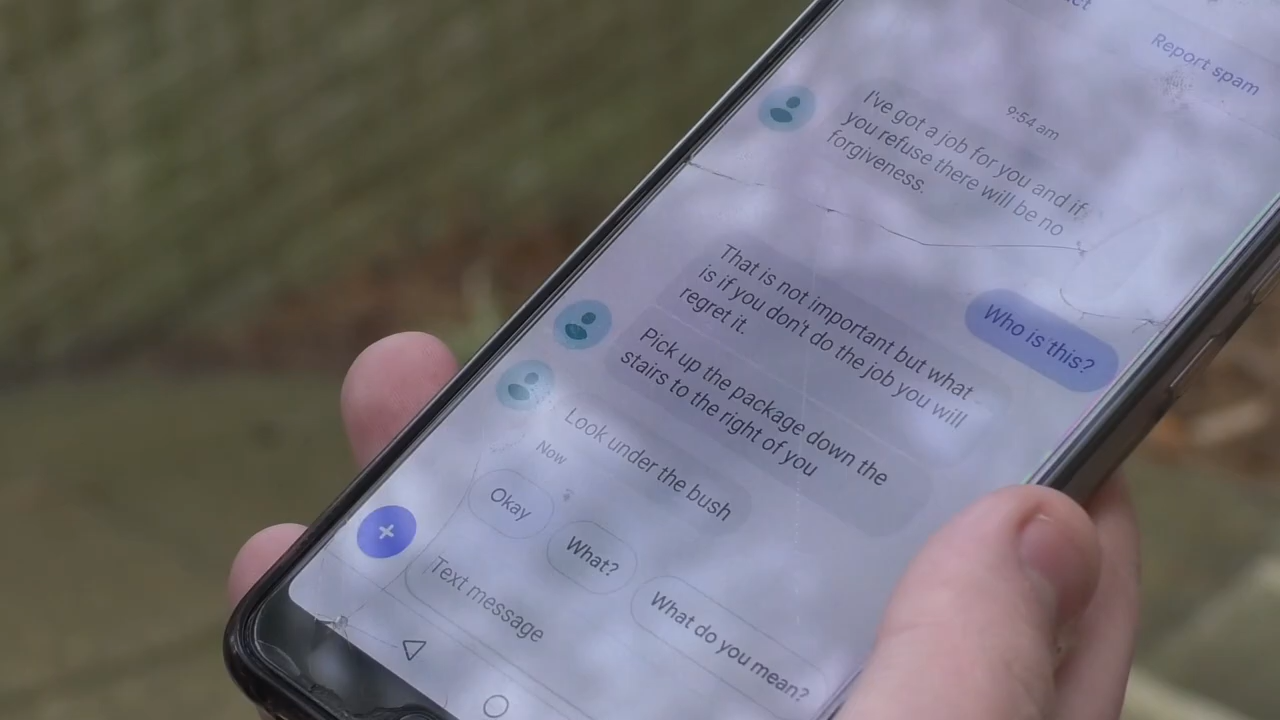 Report spam
9:54 am
I've got a job for you and if
you refuse there will be no
forgiveness.
Who is this?
That is not important but what
is if you don't do the job you will
regret it.
Pick up the package down the
stairs to the right of you
Look under the bush
Now
Okay
What?
What do you mean?
Text message